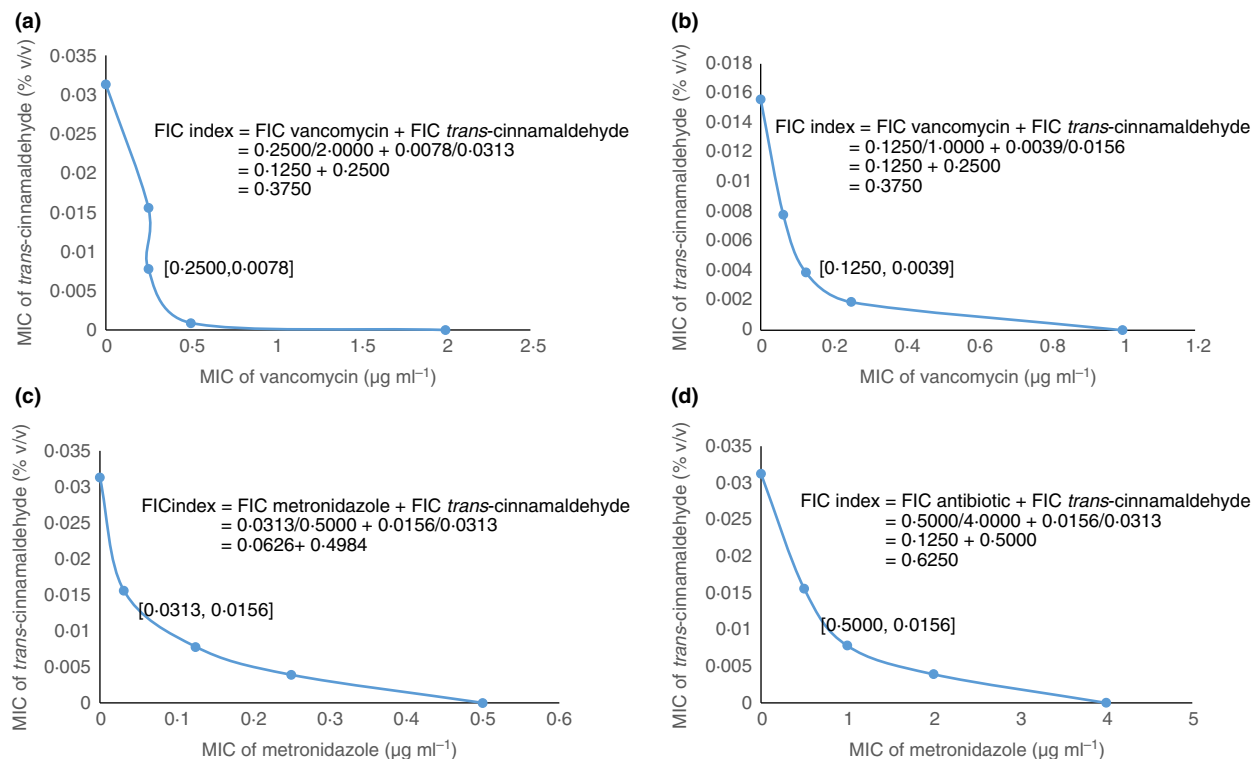 (a)
MIC of trans-cinnamaldehyde (% v/v)
0·035
0·03
0·025
0·02
0·015
0·01
0·005
0
FIC index = FIC vancomycin + FIC trans-cinnamaldehyde
= 0·2500/2·0000 + 0·0078/0·0313
= 0·1250 + 0·2500
= 0·3750
[0·2500,0·0078]
0 0·5 1 1·5 2 2·5
MIC of vancomycin (µg ml–1)
(b)
MIC of trans-cinnamaldehyde (% v/v)
0·018
0·016
0·014
0·012
0·01
0·008
0·006
0·004
0·002
0
FIC index = FIC vancomycin + FIC trans-cinnamaldehyde
= 0·1250/1·0000 + 0·0039/0·0156
= 0·1250 + 0·2500
= 0·3750
[0·1250, 0·0039]
0 0·2 0·4 0·6 0·8 1 1·2
MIC of vancomycin (µg ml–1)
(c)
MIC of trans-cinnamaldehyde (% v/v)
0·035
0·03
0·025
0·02
0·015
0·01
0·005
0
FICindex = FIC metronidazole + FIC trans-cinnamaldehyde
= 0·0313/0·5000 + 0·0156/0·0313
= 0·0626+ 0·4984
[0·0313, 0·0156]
0 0·1 0·2 0·3 0·4 0·5 0·6
MIC of metronidazole (µg ml–1)
(d)
MIC of trans-cinnamaldehyde (% v/v)
0·035
0·03
0·025
0·02
0·015
0·01
0·005
0
FIC index = FIC antibiotic + FIC trans-cinnamaldehyde
= 0·5000/4·0000 + 0·0156/0·0313
= 0·1250 + 0·5000
= 0·6250
[0·5000, 0·0156]
0 1 2 3 4 5
MIC of metronidazole (µg ml–1)